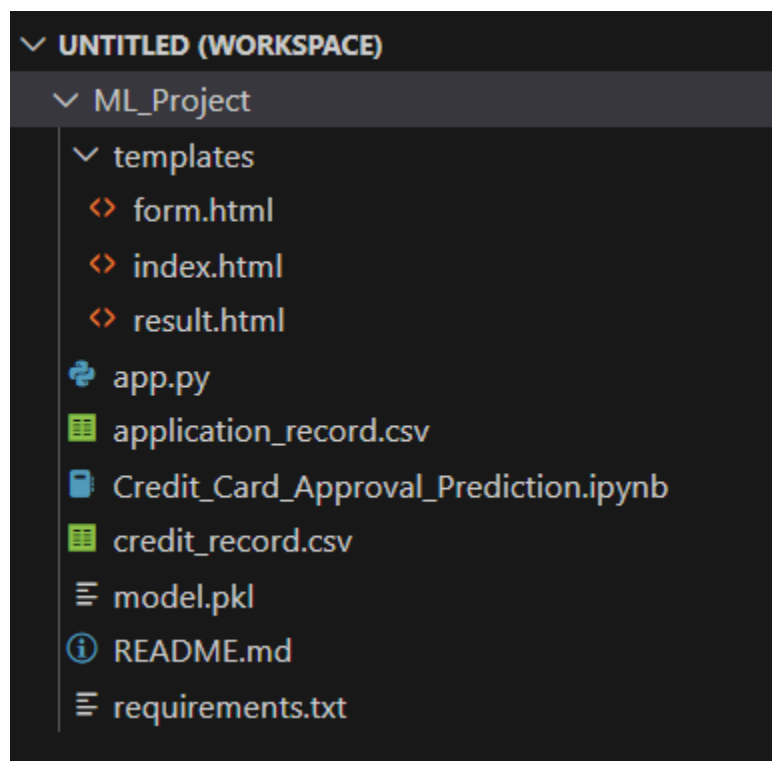 UNTITLED (WORKSPACE)
ML_Project
templates
form.html
index.html
result.html
app.py
application_record.csv
Credit_Card_Approval_Prediction.ipynb
credit_record.csv
model.pkl
README.md
requirements.txt